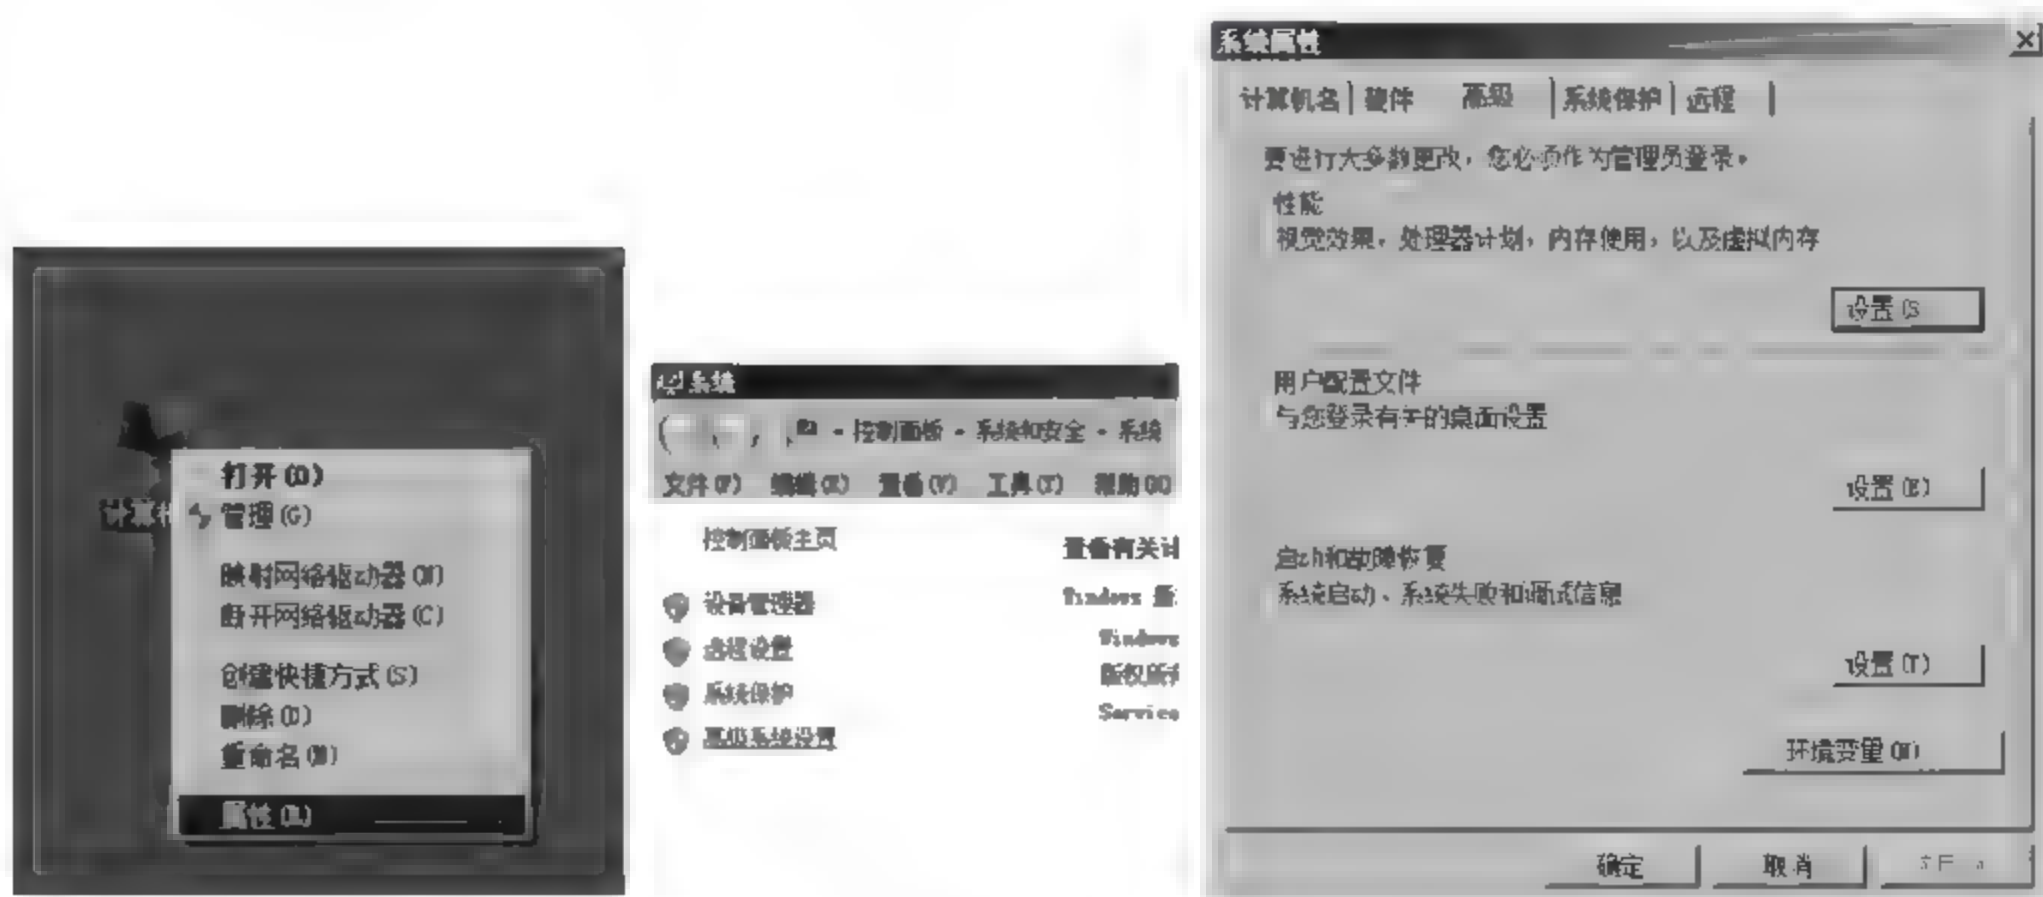 打开(O)
管理(G)
映射网络驱动器(N)
断开网络驱动器(C)
创建快捷方式(S)
删除(D)
重命名(M)
属性(R)
系统
控制面板 - 系统和安全 - 系统
文件(F) 编辑(E) 查看(V) 工具(T) 帮助(H)
控制面板主页
设备管理器
远程设置
系统保护
高级系统设置
查看有关
Windows
Windows
版权所有
Service
系统属性
计算机名 硬件 高级 系统保护 远程
要进行大多数更改，您必须作为管理员登录。
性能
视觉效果，处理器计划，内存使用，以及虚拟内存
设置(S
用户配置文件
与您登录有关的桌面设置
设置(E)
启动和故障恢复
系统启动、系统失败和调试信息
设置(T)
环境变量(N)
确定 取消